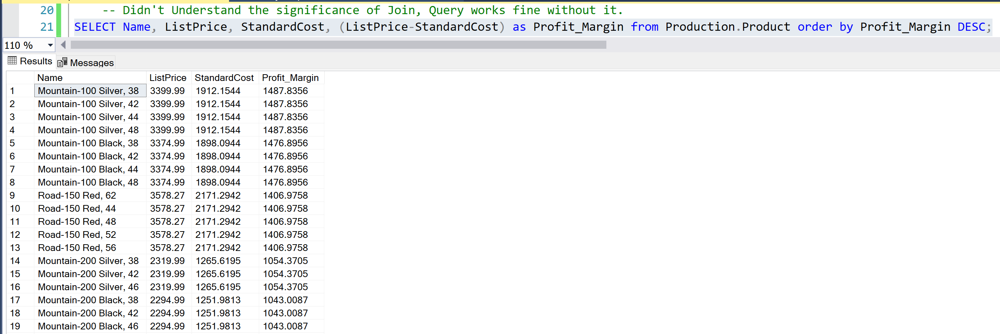 20 -- Didn't Understand the significance of Join, Query works fine without it.
21 SELECT Name, ListPrice, StandardCost, (ListPrice-StandardCost) as Profit_Margin from Production.Product order by Profit_Margin DESC;
110 %
Results Messages
Name ListPrice StandardCost Profit_Margin
1 Mountain-100 Silver, 38 3399.99 1912.1544 1487.8356
2 Mountain-100 Silver, 42 3399.99 1912.1544 1487.8356
3 Mountain-100 Silver, 44 3399.99 1912.1544 1487.8356
4 Mountain-100 Silver, 48 3399.99 1912.1544 1487.8356
5 Mountain-100 Black, 38 3374.99 1898.0944 1476.8956
6 Mountain-100 Black, 42 3374.99 1898.0944 1476.8956
7 Mountain-100 Black, 44 3374.99 1898.0944 1476.8956
8 Mountain-100 Black, 48 3374.99 1898.0944 1476.8956
9 Road-150 Red, 62 3578.27 2171.2942 1406.9758
10 Road-150 Red, 44 3578.27 2171.2942 1406.9758
11 Road-150 Red, 48 3578.27 2171.2942 1406.9758
12 Road-150 Red, 52 3578.27 2171.2942 1406.9758
13 Road-150 Red, 56 3578.27 2171.2942 1406.9758
14 Mountain-200 Silver, 38 2319.99 1265.6195 1054.3705
15 Mountain-200 Silver, 42 2319.99 1265.6195 1054.3705
16 Mountain-200 Silver, 46 2319.99 1265.6195 1054.3705
17 Mountain-200 Black, 38 2294.99 1251.9813 1043.0087
18 Mountain-200 Black, 42 2294.99 1251.9813 1043.0087
19 Mountain-200 Black, 46 2294.99 1251.9813 1043.0087